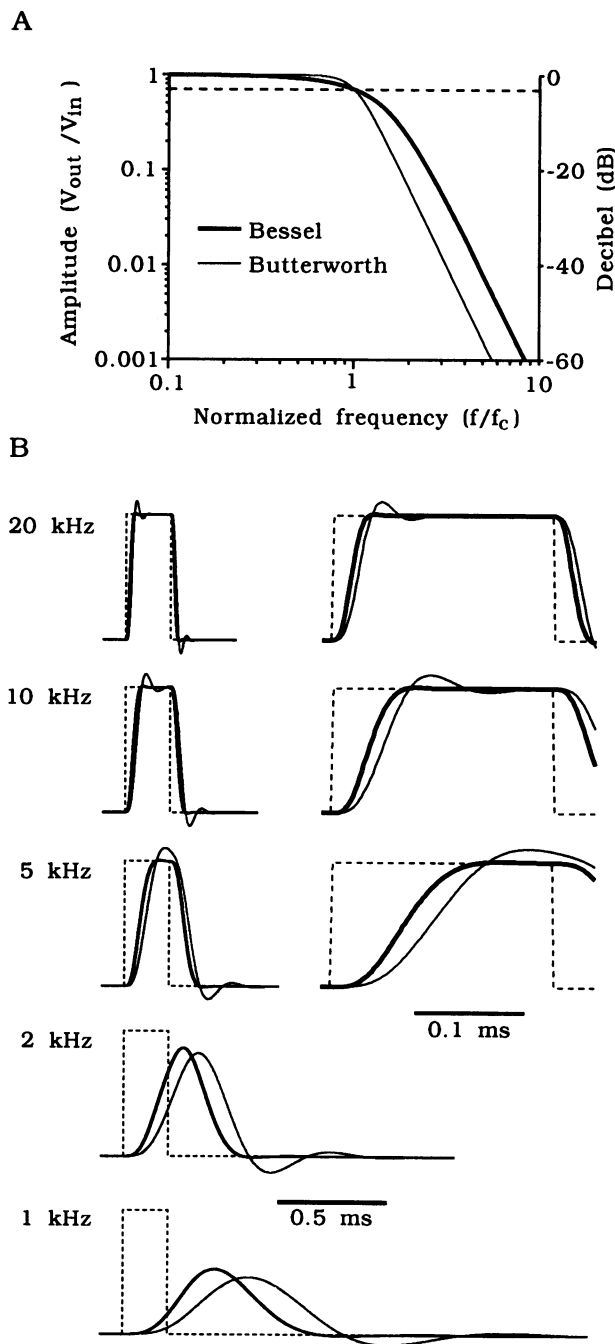 A
Amplitude (Vout/Vin)
1
0.1
0.01
0.001
0
-20
-40
-60
Decibel (dB)
Bessel
Butterworth
0.1
1
10
Normalized frequency (f/fc)
B
20 kHz
10 kHz
5 kHz
0.1 ms
2 kHz
0.5 ms
1 kHz